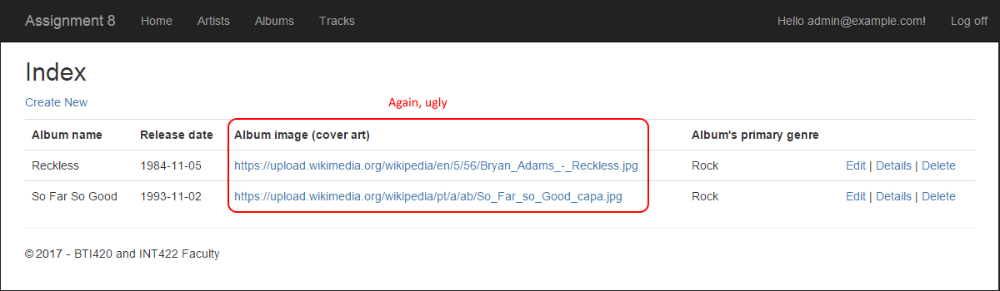 Assignment 8 Home Artists Albums Tracks Hello admin@example.com! Log off
Index
Create New
Again, ugly
Album name Release date Album image (cover art) Album's primary genre
Reckless 1984-11-05 https://upload.wikimedia.org/wikipedia/en/5/56/Bryan_Adams_-_Reckless.jpg Rock Edit | Details | Delete
So Far So Good 1993-11-02 https://upload.wikimedia.org/wikipedia/pt/a/ab/So_Far_so_Good_capa.jpg Rock Edit | Details | Delete
© 2017 - BTI420 and INT422 Faculty